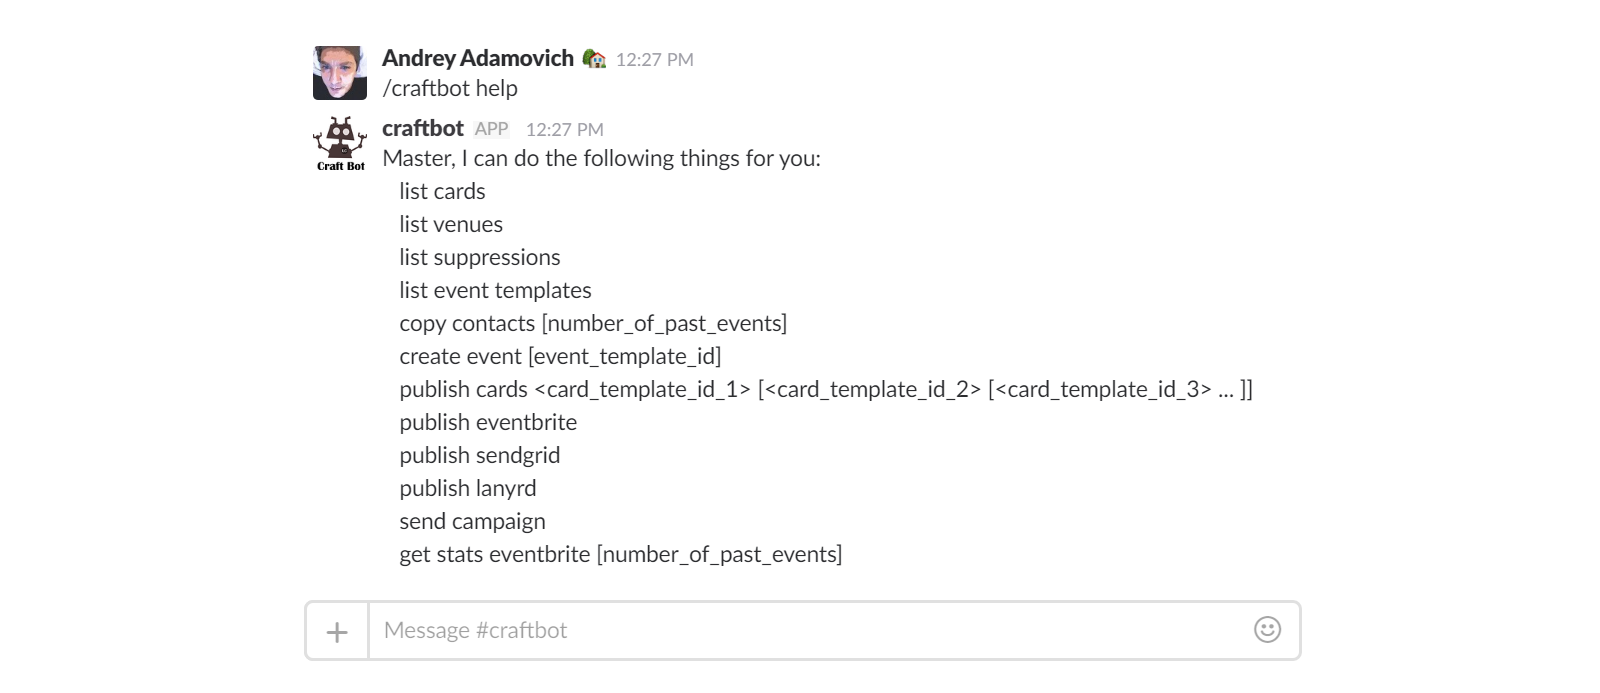 Andrey Adamovich 12:27 PM
/craftbot help
craftbot APP 12:27 PM
Craft Bot
Master, I can do the following things for you:
list cards
list venues
list suppressions
list event templates
copy contacts [number_of_past_events]
create event [event_template_id]
publish cards <card_template_id_1> [<card_template_id_2> [<card_template_id_3> ... ]]
publish eventbrite
publish sendgrid
publish lanyrd
send campaign
get stats eventbrite [number_of_past_events]
Message #craftbot